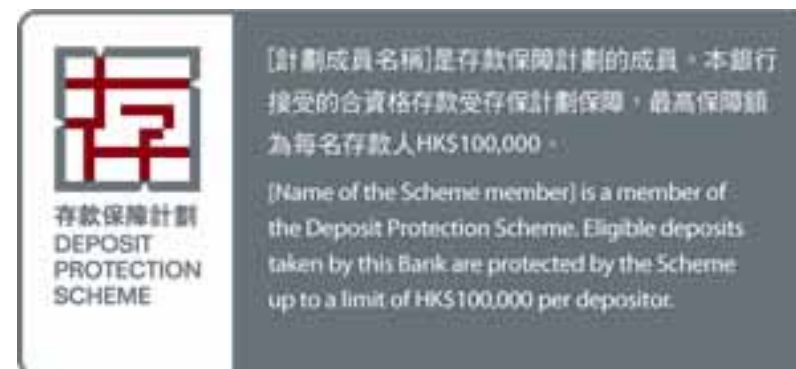 存款保障計劃
DEPOSIT
PROTECTION
SCHEME
[計劃成員名稱]是存款保障計劃的成員。本銀行
接受的合資格存款受存保計劃保障，最高保障額
為每名存款人HK$100,000。
[Name of the Scheme member] is a member of
the Deposit Protection Scheme. Eligible deposits
taken by this Bank are protected by the Scheme
up to a limit of HK$100,000 per depositor.